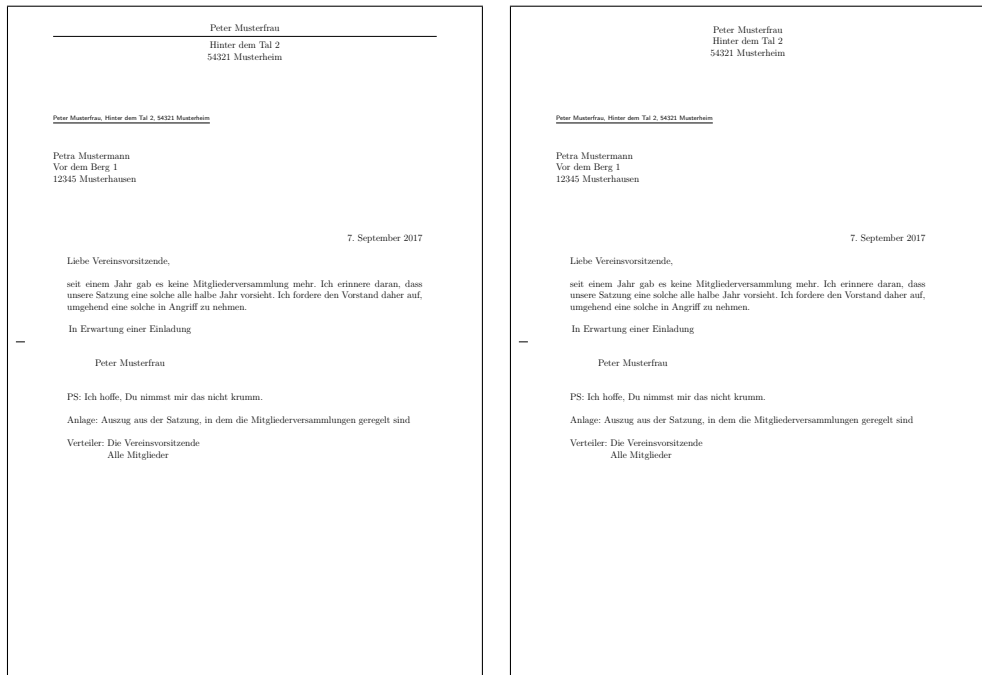 Peter Musterfrau
Hinter dem Tal 2
54321 Musterheim
Peter Musterfrau, Hinter dem Tal 2, 54321 Musterheim
Petra Mustermann
Vor dem Berg 1
12345 Musterhausen
7. September 2017
Liebe Vereinsvorsitzende,
seit einem Jahr gab es keine Mitgliederversammlung mehr. Ich erinnere daran, dass
unsere Satzung eine solche alle halbe Jahr vorsieht. Ich fordere den Vorstand daher auf,
umgehend eine solche in Angriff zu nehmen.
In Erwartung einer Einladung
Peter Musterfrau
PS: Ich hoffe, Du nimmst mir das nicht krumm.
Anlage: Auszug aus der Satzung, in dem die Mitgliederversammlungen geregelt sind
Verteiler: Die Vereinsvorsitzende
Alle Mitglieder
Peter Musterfrau
Hinter dem Tal 2
54321 Musterheim
Peter Musterfrau, Hinter dem Tal 2, 54321 Musterheim
Petra Mustermann
Vor dem Berg 1
12345 Musterhausen
7. September 2017
Liebe Vereinsvorsitzende,
seit einem Jahr gab es keine Mitgliederversammlung mehr. Ich erinnere daran, dass
unsere Satzung eine solche alle halbe Jahr vorsieht. Ich fordere den Vorstand daher auf,
umgehend eine solche in Angriff zu nehmen.
In Erwartung einer Einladung
Peter Musterfrau
PS: Ich hoffe, Du nimmst mir das nicht krumm.
Anlage: Auszug aus der Satzung, in dem die Mitgliederversammlungen geregelt sind
Verteiler: Die Vereinsvorsitzende
Alle Mitglieder